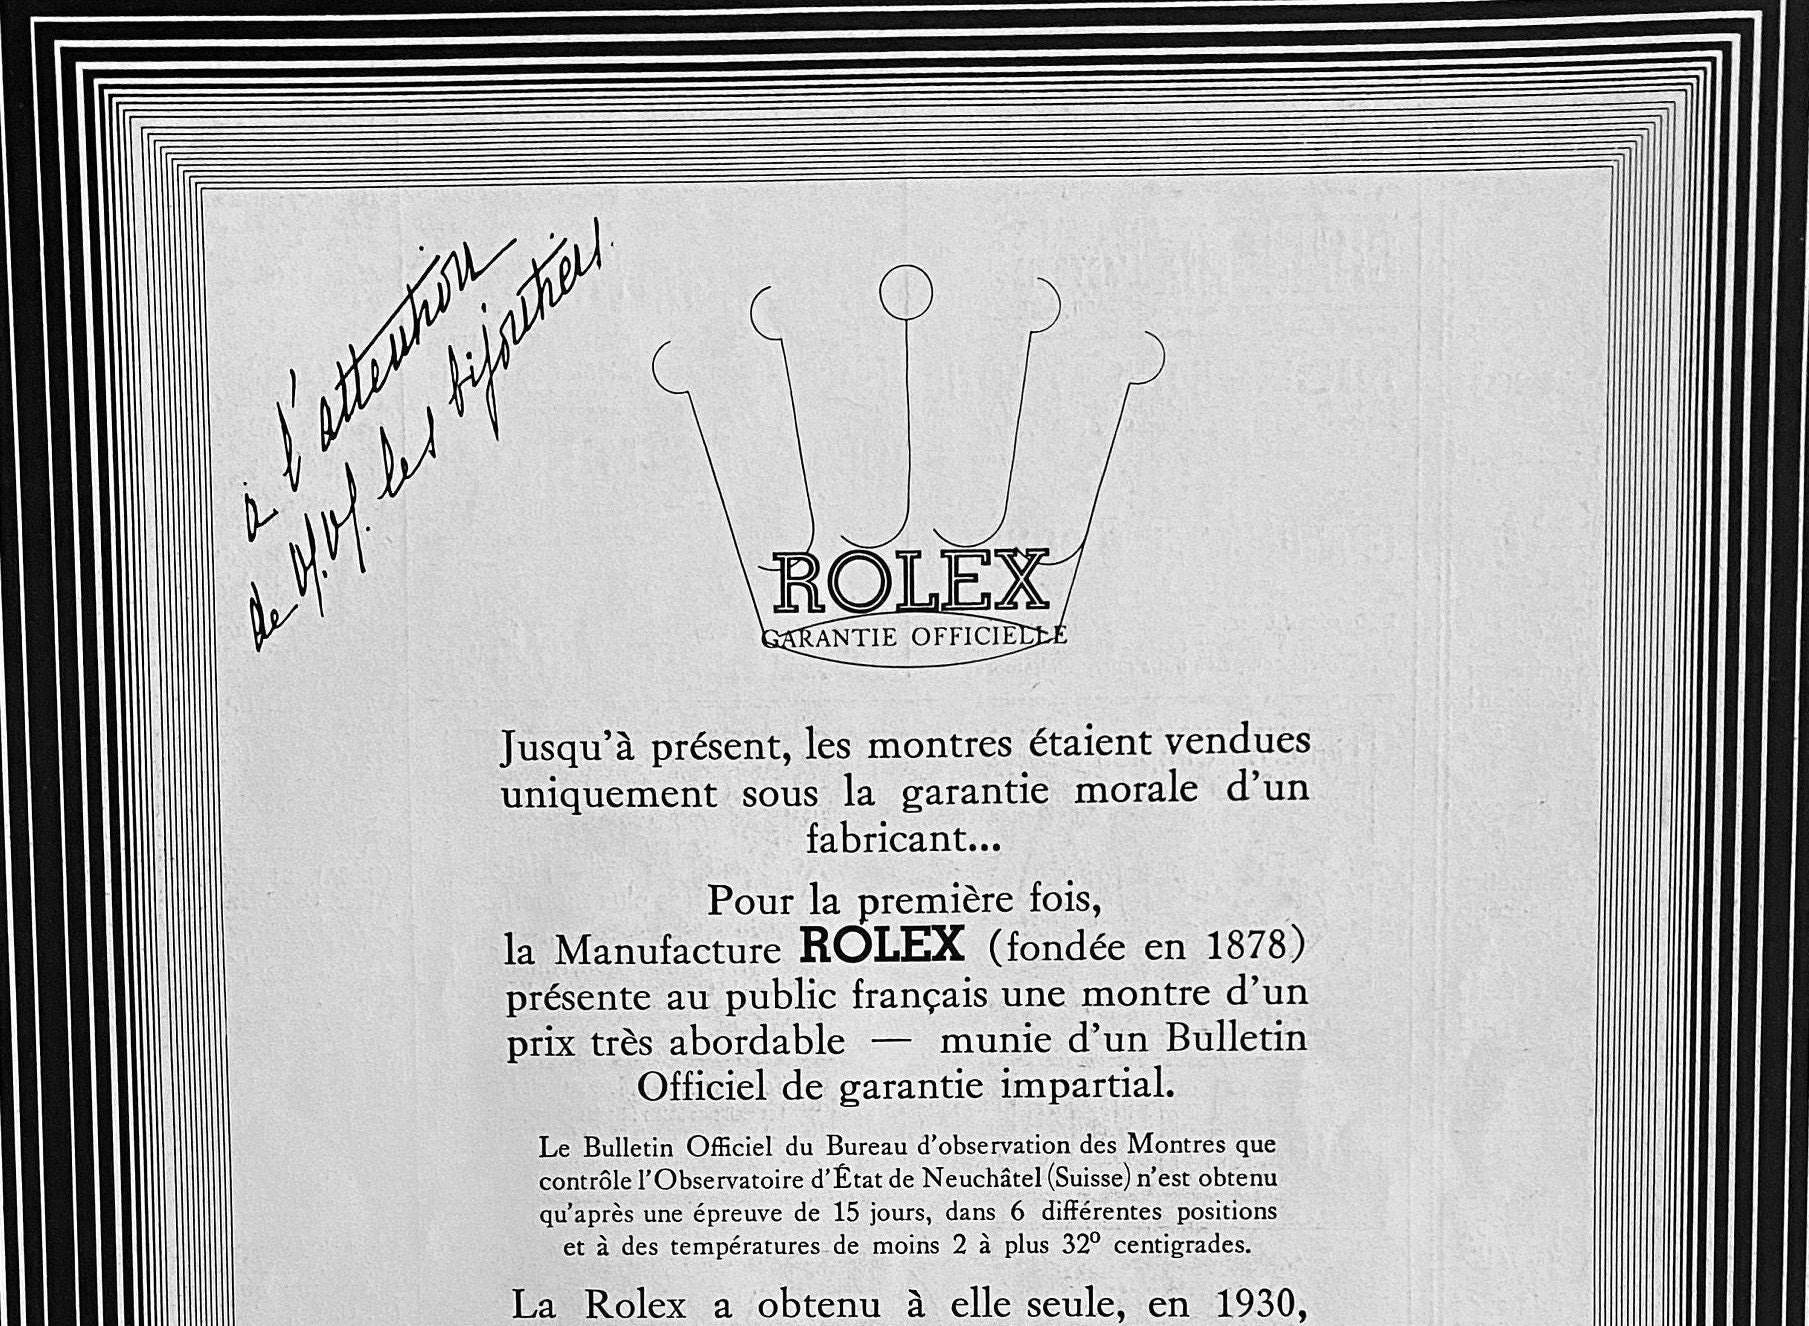 à l'attention
de M.M. les bijoutiers.
ROLEX
GARANTIE OFFICIELLE
Jusqu'à présent, les montres étaient vendues
uniquement sous la garantie morale d'un
fabricant...
Pour la première fois,
la Manufacture ROLEX (fondée en 1878)
présente au public français une montre d'un
prix très abordable — munie d'un Bulletin
Officiel de garantie impartial.
Le Bulletin Officiel du Bureau d'observation des Montres que
contrôle l'Observatoire d'État de Neuchâtel (Suisse) n'est obtenu
qu'après une épreuve de 15 jours, dans 6 différentes positions
et à des températures de moins 2 à plus 32º centigrades.
La Rolex a obtenu à elle seule, en 1930,